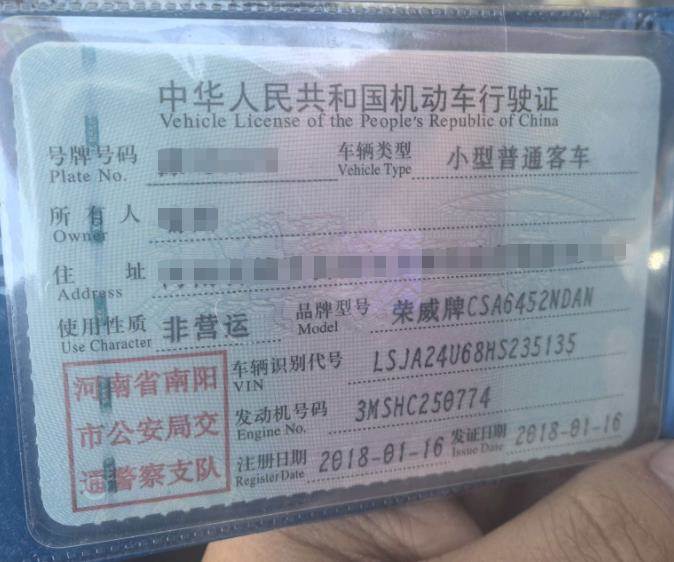 中华人民共和国机动车行驶证
Vehicle License of the People's Republic of China
号牌号码 Plate No. 车辆类型 Vehicle Type 小型普通客车
所有人 Owner
住址 Address
使用性质 Use Character 非营运 品牌型号 Model 荣威牌CSA6452NDAN
车辆识别代号 VIN LSJA24U68HS235135
发动机号码 Engine No. 3MSHC250774
注册日期 Register Date 2018-01-16 发证日期 Issue Date 2018-01-16
河南省南阳
市公安局交
通警察支队